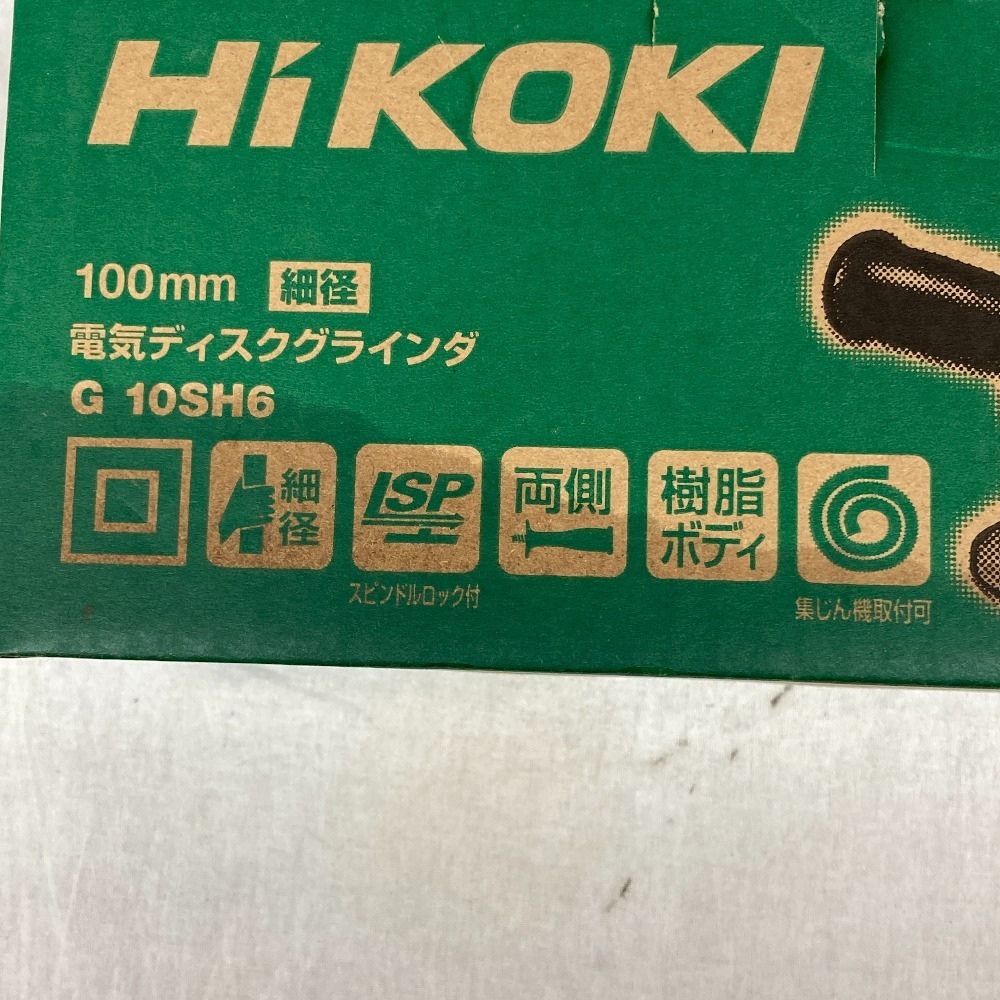 HiKOKI
100mm 細径
電気ディスクグラインダ
G 10SH6
細径
LSP
スピンドルロック付
両側
樹脂ボディ
集じん機取付可